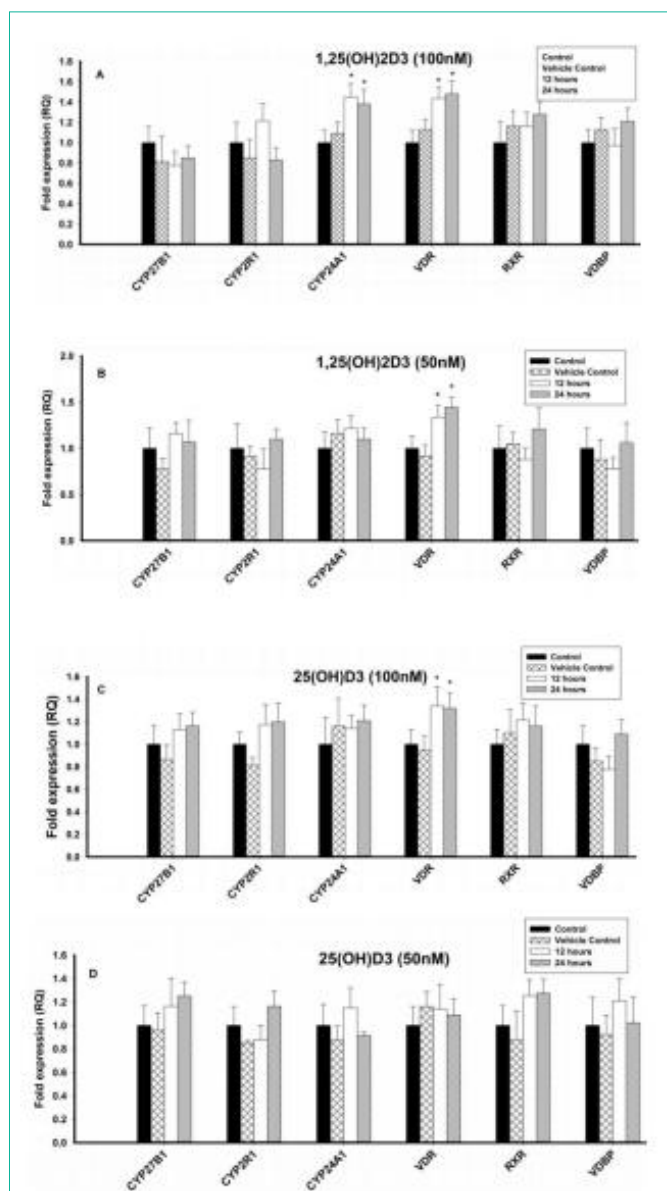 A
1,25(OH)2D3 (100nM)
Control
Vehicle Control
12 hours
24 hours
Fold expression (RQ)
1.8
1.6
1.4
1.2
1.0
0.8
0.6
0.4
0.2
0.0
* * * *
CYP27B1 CYP2R1 CYP24A1 VDR RXR VDBP
B
1,25(OH)2D3 (50nM)
Control
Vehicle Control
12 hours
24 hours
Fold expression (RQ)
2.0
1.5
1.0
0.5
0.0
* *
CYP27B1 CYP2R1 CYP24A1 VDR RXR VDBP
C
25(OH)D3 (100nM)
Control
Vehicle Control
12 hours
24 hours
Fold expression (RQ)
1.6
1.4
1.2
1.0
0.8
0.6
0.4
0.2
0.0
* *
CYP27B1 CYP2R1 CYP24A1 VDR RXR VDBP
D
25(OH)D3 (50nM)
Control
Vehicle Control
12 hours
24 hours
Fold expression (RQ)
1.6
1.4
1.2
1.0
0.8
0.6
0.4
0.2
0.0
CYP27B1 CYP2R1 CYP24A1 VDR RXR VDBP